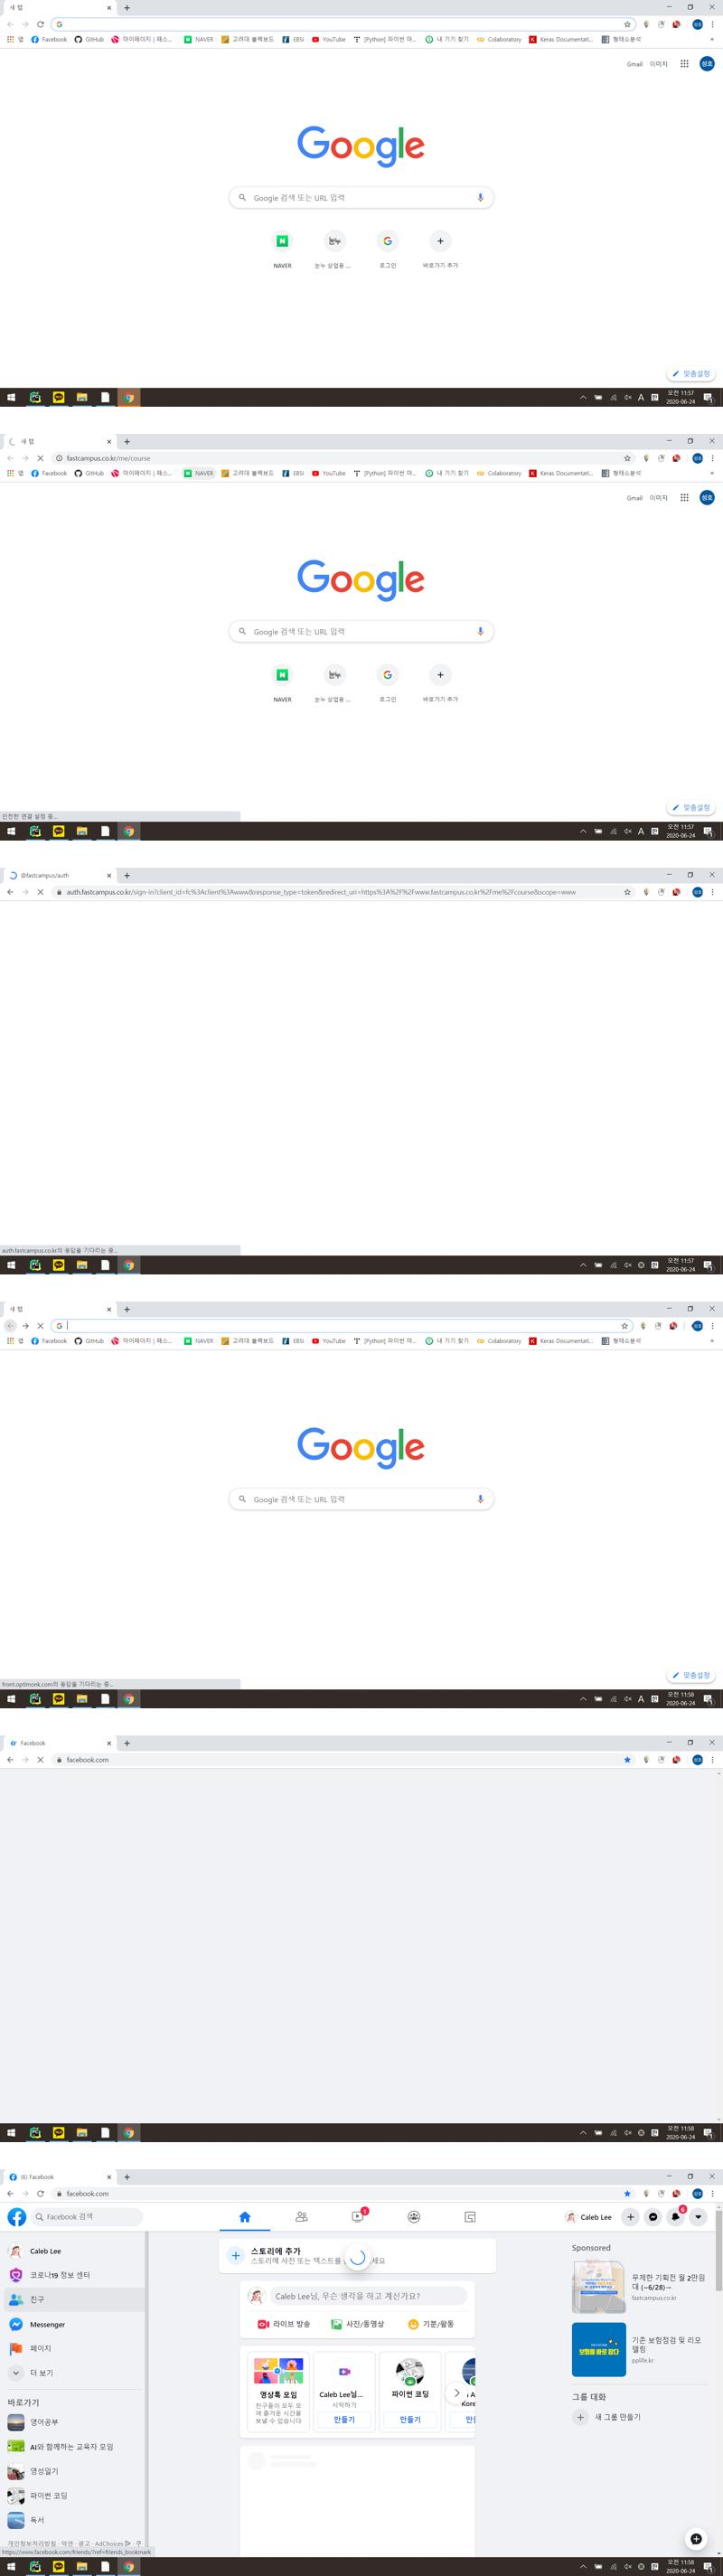 새 탭
앱 Facebook GitHub 마이페이지 | 패스... NAVER 고려대 블랙보드 EBSi YouTube [Python] 파이썬 마... 내 기기 찾기 Colaboratory Keras Documentati... 형태소분석 »
Gmail 이미지 성호
Google
Google 검색 또는 URL 입력
NAVER 눈누 상업용 ... 로그인 바로가기 추가
맞춤설정
A 오전 11:57
2020-06-24
새 탭
fastcampus.co.kr/me/course
앱 Facebook GitHub 마이페이지 | 패스... NAVER 고려대 블랙보드 EBSi YouTube [Python] 파이썬 마... 내 기기 찾기 Colaboratory Keras Documentati... 형태소분석 »
Gmail 이미지 성호
Google
Google 검색 또는 URL 입력
NAVER 눈누 상업용 ... 로그인 바로가기 추가
맞춤설정
안전한 연결 설정 중...
A 오전 11:57
2020-06-24
@fastcampus/auth
auth.fastcampus.co.kr/sign-in?client_id=fc%3Aclient%3Awww&response_type=token&redirect_uri=https%3A%2F%2Fwww.fastcampus.co.kr%2Fme%2Fcourse&scope=www
auth.fastcampus.co.kr의 응답을 기다리는 중...
오전 11:57
2020-06-24
새 탭
앱 Facebook GitHub 마이페이지 | 패스... NAVER 고려대 블랙보드 EBSi YouTube [Python] 파이썬 마... 내 기기 찾기 Colaboratory Keras Documentati... 형태소분석 »
Google
Google 검색 또는 URL 입력
맞춤설정
front.optimonk.com의 응답을 기다리는 중...
A 오전 11:58
2020-06-24
Facebook
facebook.com
오전 11:58
2020-06-24
(6) Facebook
facebook.com
Facebook 검색 1 Caleb Lee 6
Caleb Lee
코로나19 정보 센터
친구
Messenger
페이지
더 보기
바로가기
영어공부
AI와 함께하는 교육자 모임
영성일기
파이썬 코딩
독서
개인정보처리방침 · 약관 · 광고 · AdChoices · 쿠
https://www.facebook.com/friends/?ref=friends_bookmark
스토리에 추가
스토리에 사진 또는 텍스트를 세요
Caleb Lee님, 무슨 생각을 하고 계신가요?
라이브 방송 사진/동영상 기분/활동
영상톡 모임
친구들이 모두 모
여 즐거운 시간을
보낼 수 있습니다
Caleb Lee님...
시작하기
만들기
파이썬 코딩
만들기
Sponsored
무제한 기획전 월 2만원
대 (~6/28)→
fastcampus.co.kr
보험을 바로 잡다
기존 보험점검 및 리모
델링
pplife.kr
그룹 대화
새 그룹 만들기
오전 11:58
2020-06-24